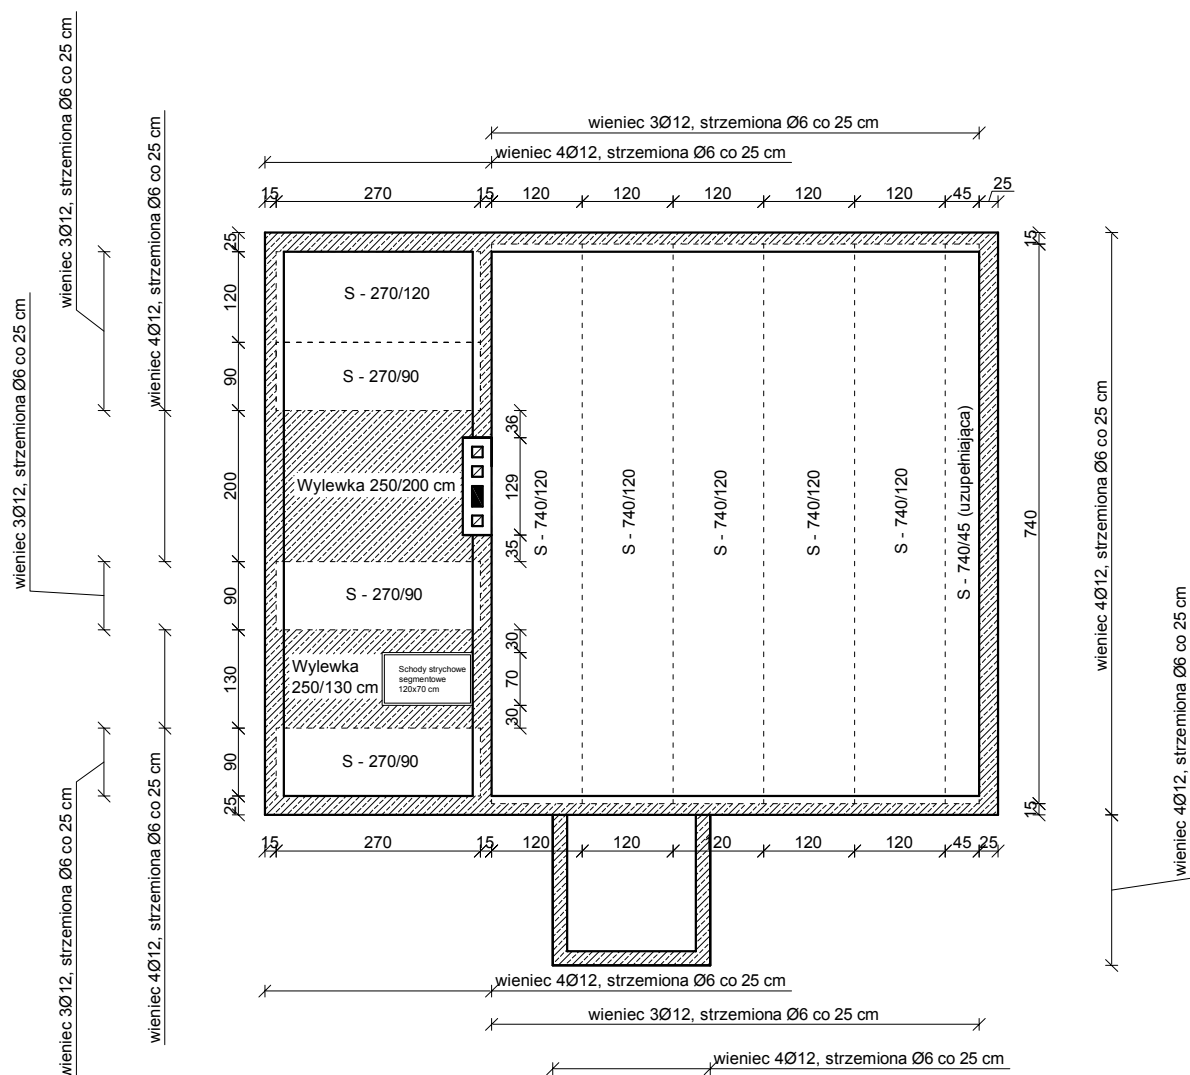 wieniec 3Ø12, strzemiona Ø6 co 25 cm
wieniec 4Ø12, strzemiona Ø6 co 25 cm
15 270 15 120 120 120 120 120 45 25
wieniec 3Ø12, strzemiona Ø6 co 25 cm
wieniec 4Ø12, strzemiona Ø6 co 25 cm
wieniec 3Ø12, strzemiona Ø6 co 25 cm
wieniec 3Ø12, strzemiona Ø6 co 25 cm
wieniec 4Ø12, strzemiona Ø6 co 25 cm
25
120
90
200
90
130
90
25
S - 270/120
S - 270/90
Wylewka 250/200 cm
S - 270/90
Wylewka
250/130 cm
Schody strychowe
segmentowe
120x70 cm
S - 270/90
36
129
35
30
70
30
S - 740/120
S - 740/120
S - 740/120
S - 740/120
S - 740/120
S - 740/45 (uzupełniająca)
15
740
15
wieniec 4Ø12, strzemiona Ø6 co 25 cm
wieniec 4Ø12, strzemiona Ø6 co 25 cm
15 270 15 120 120 120 120 120 45 25
wieniec 4Ø12, strzemiona Ø6 co 25 cm
wieniec 3Ø12, strzemiona Ø6 co 25 cm
wieniec 4Ø12, strzemiona Ø6 co 25 cm